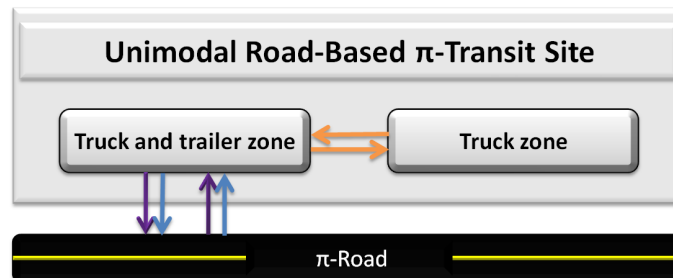 Unimodal Road-Based π-Transit Site
Truck and trailer zone
Truck zone
π-Road